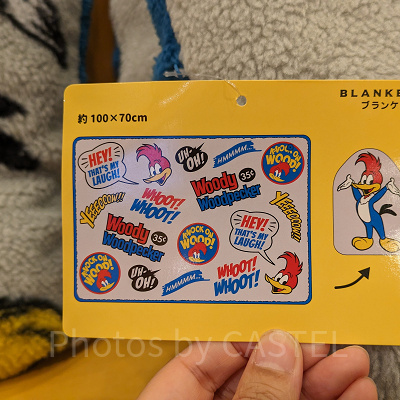 BLANKE
ブランケ
約 100×70cm
HEY!
THAT'S MY
LAUGH!
UH-
OH!
HMMMM...
KNOCK ON
WOOD!
YEEEOOOW!!
WHOOT!
WHOOT!
Woody
Woodpecker
35¢
Woody
Woodpecker
35¢
HEY!
THAT'S MY
LAUGH!
YEEEOOOW!!
KNOCK ON
WOOD!
KNOCK ON
WOOD!
UH-
OH!
HMMMM...
WHOOT!
WHOOT!
Photos by CASTEL